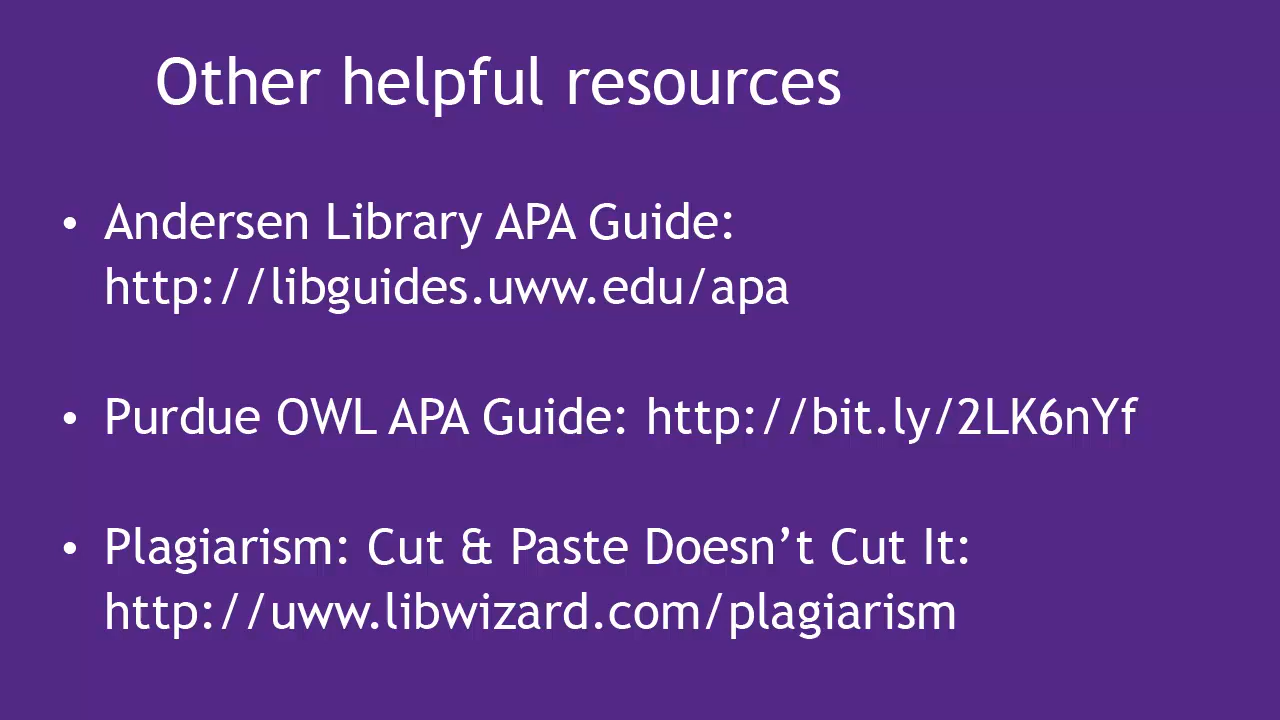 Other helpful resources
• Andersen Library APA Guide:
http://libguides.uww.edu/apa
• Purdue OWL APA Guide: http://bit.ly/2LK6nYf
• Plagiarism: Cut & Paste Doesn’t Cut It:
http://uww.libwizard.com/plagiarism